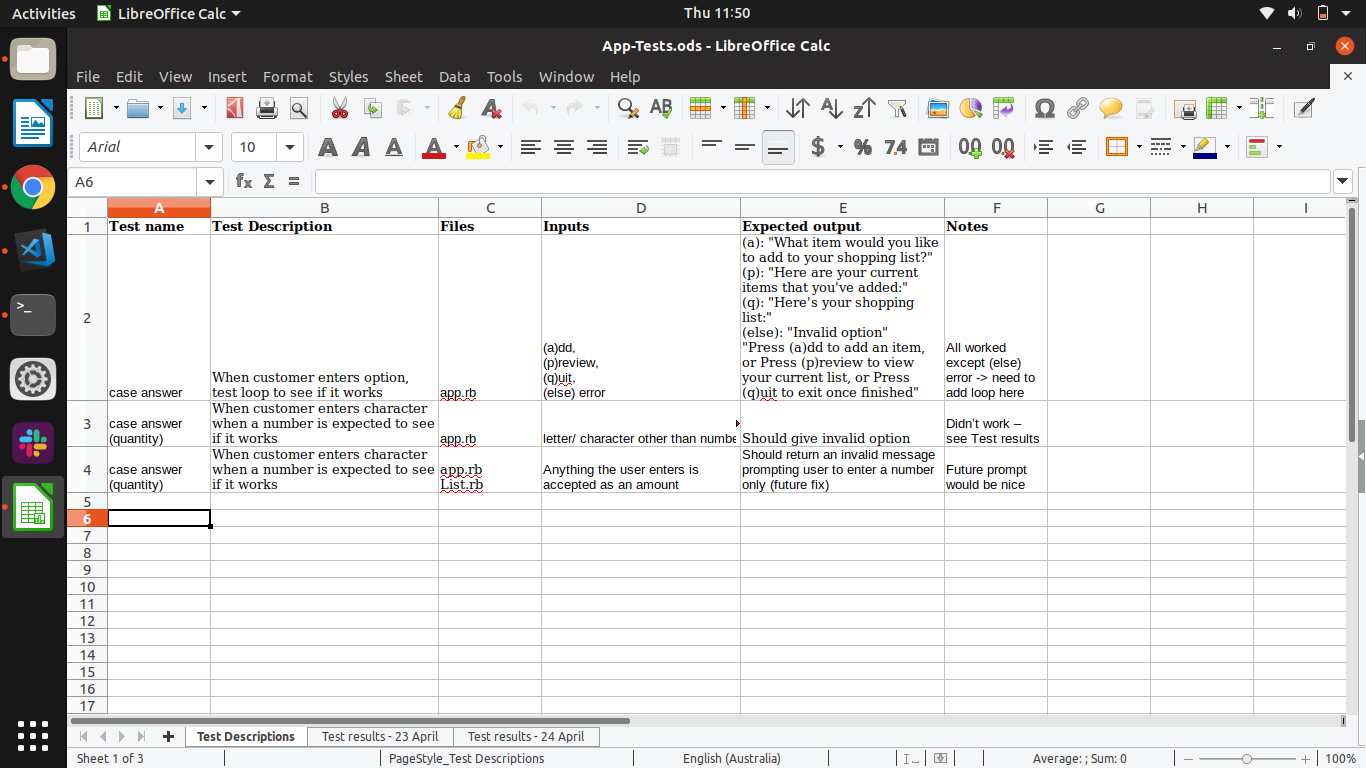 Activities LibreOffice Calc Thu 11:50
App-Tests.ods - LibreOffice Calc
File Edit View Insert Format Styles Sheet Data Tools Window Help
Arial 10
A6
A B C D E F G H I
1 Test name Test Description Files Inputs Expected output Notes
(a): "What item would you like
to add to your shopping list?"
(p): "Here are your current
items that you've added:"
(q): "Here's your shopping
list:"
(else): "Invalid option"
"Press (a)dd to add an item,
or Press (p)review to view
your current list, or Press
(q)uit to exit once finished"
2
case answer
When customer enters option,
test loop to see if it works
app.rb
(a)dd,
(p)review,
(q)uit,
(else) error
All worked
except (else)
error -> need to
add loop here
3
case answer
(quantity)
When customer enters character
when a number is expected to see
if it works
app.rb
letter/ character other than numbe
Should give invalid option
Didn't work –
see Test results
4
case answer
(quantity)
When customer enters character
when a number is expected to see
if it works
app.rb
List.rb
Anything the user enters is
accepted as an amount
Should return an invalid message
prompting user to enter a number
only (future fix)
Future prompt
would be nice
5
6
7
8
9
10
11
12
13
14
15
16
17
Test Descriptions Test results - 23 April Test results - 24 April
Sheet 1 of 3 PageStyle_Test Descriptions English (Australia) Average: ; Sum: 0 100%